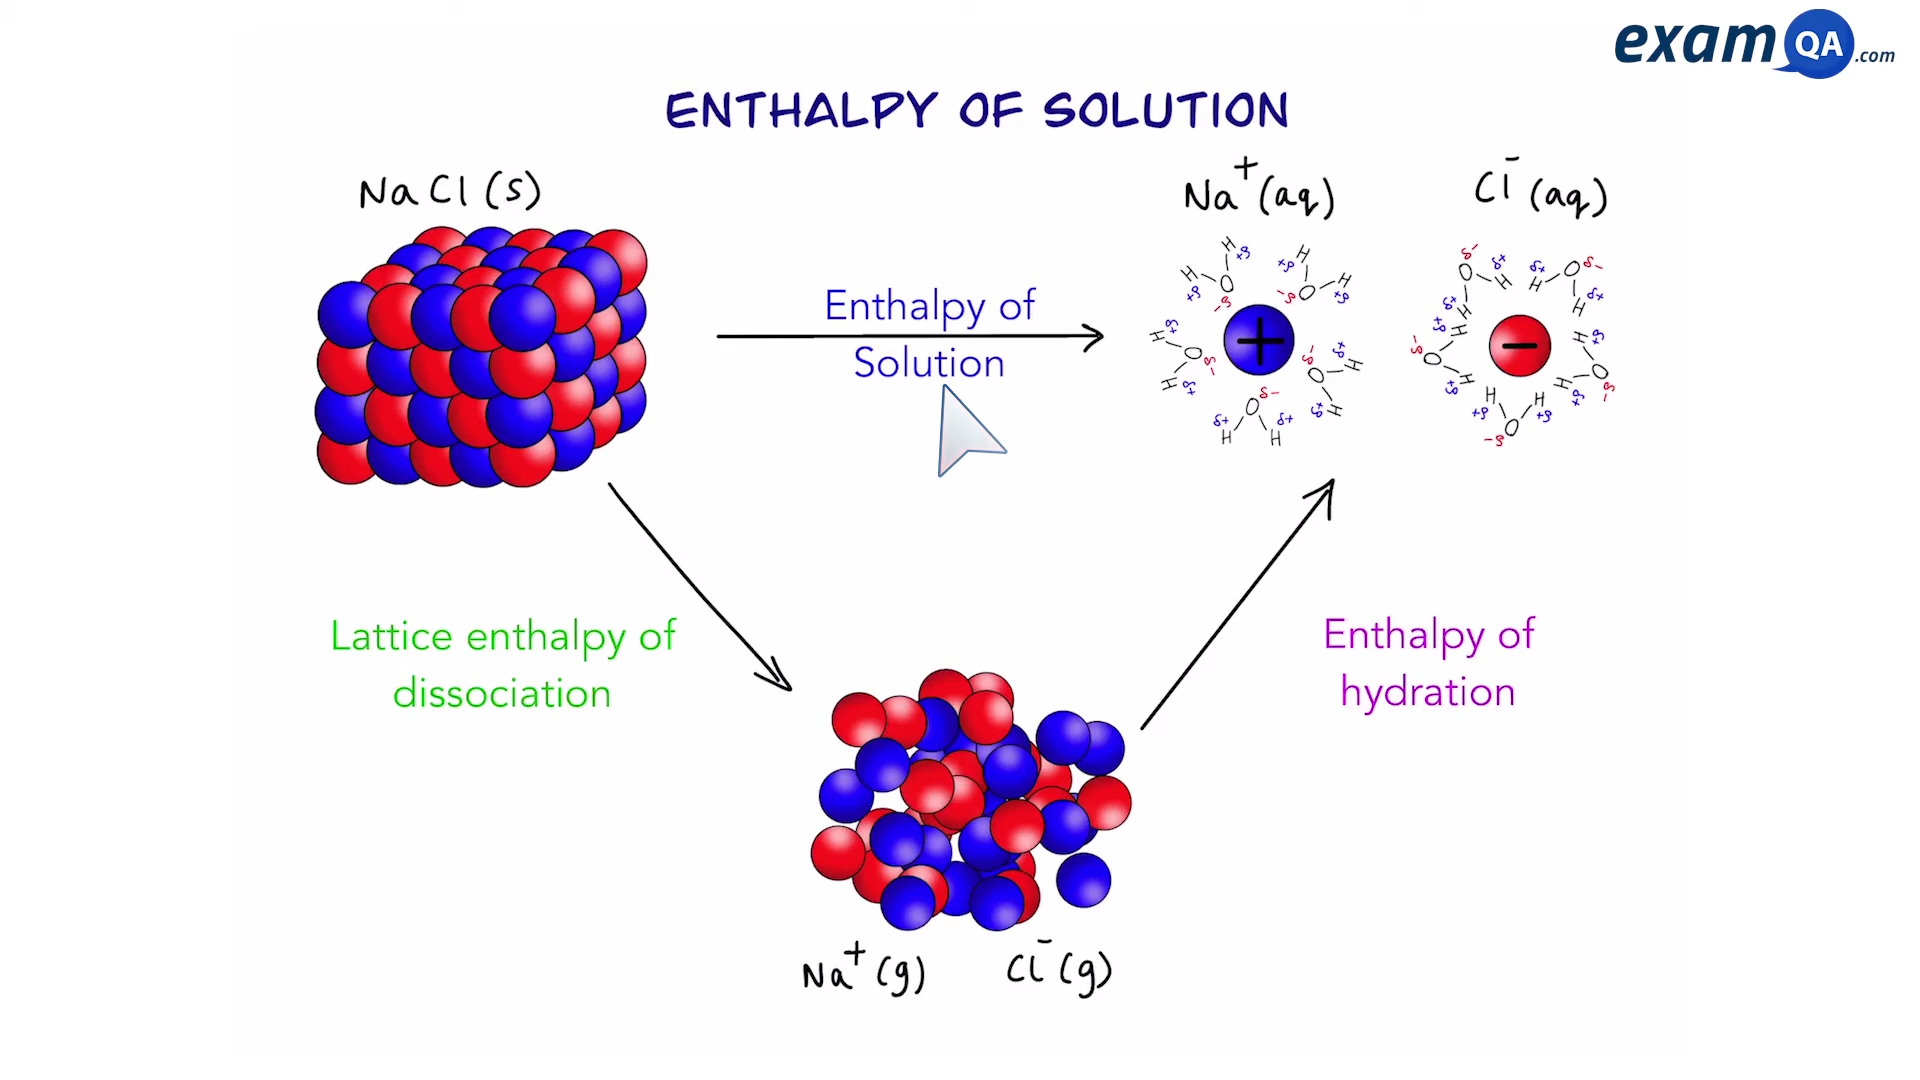 examQA.com
ENTHALPY OF SOLUTION
NaCl(s)
Na⁺(aq)
Cl⁻(aq)
Enthalpy of
Solution
H δ+ H δ+ O δ-
H δ+ H δ+ O δ-
H δ+ H δ+ O δ-
H δ+ H δ+ O δ-
H δ+ H δ+ O δ-
+
O δ- H δ+ H δ+
O δ- H δ+ H δ+
O δ- H δ+ H δ+
O δ- H δ+ H δ+
O δ- H δ+ H δ+
−
Lattice enthalpy of
dissociation
Enthalpy of
hydration
Na⁺(g)
Cl⁻(g)